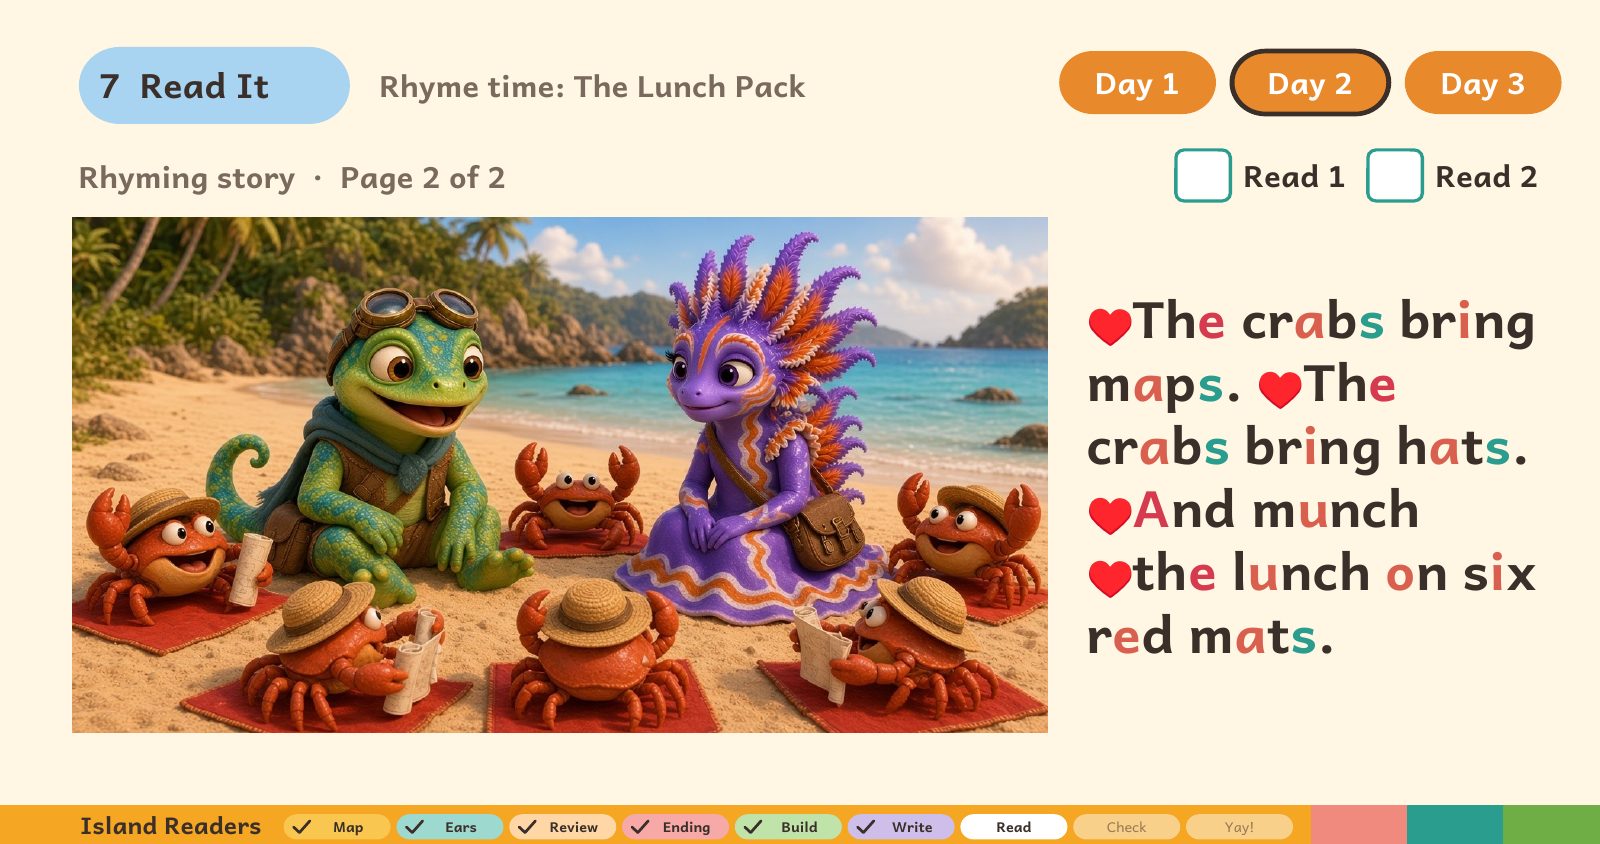 7 Read It
Rhyme time: The Lunch Pack
Day 1
Day 2
Day 3
Rhyming story · Page 2 of 2
Read 1
Read 2
❤The crabs bring
maps. ❤The
crabs bring hats.
❤And munch
❤the lunch on six
red mats.
Island Readers
✓ Map
✓ Ears
✓ Review
✓ Ending
✓ Build
✓ Write
Read
Check
Yay!